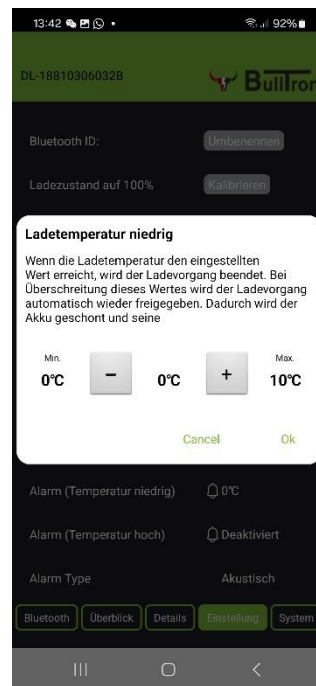 13:42
92%
DL-18810306032B
BullTron
Bluetooth ID:
Umbenennen
Ladezustand auf 100%
Kalibrieren
Ladetemperatur niedrig
Wenn die Ladetemperatur den eingestellten
Wert erreicht, wird der Ladevorgang beendet. Bei
Überschreitung dieses Wertes wird der Ladevorgang
automatisch wieder freigegeben. Dadurch wird der
Akku geschont und seine
Min.
Max.
0°C
−
0°C
+
10°C
Cancel
Ok
Alarm (Temperatur niedrig)
0°C
Alarm (Temperatur hoch)
Deaktiviert
Alarm Type
Akustisch
Bluetooth
Überblick
Details
Einstellung
System